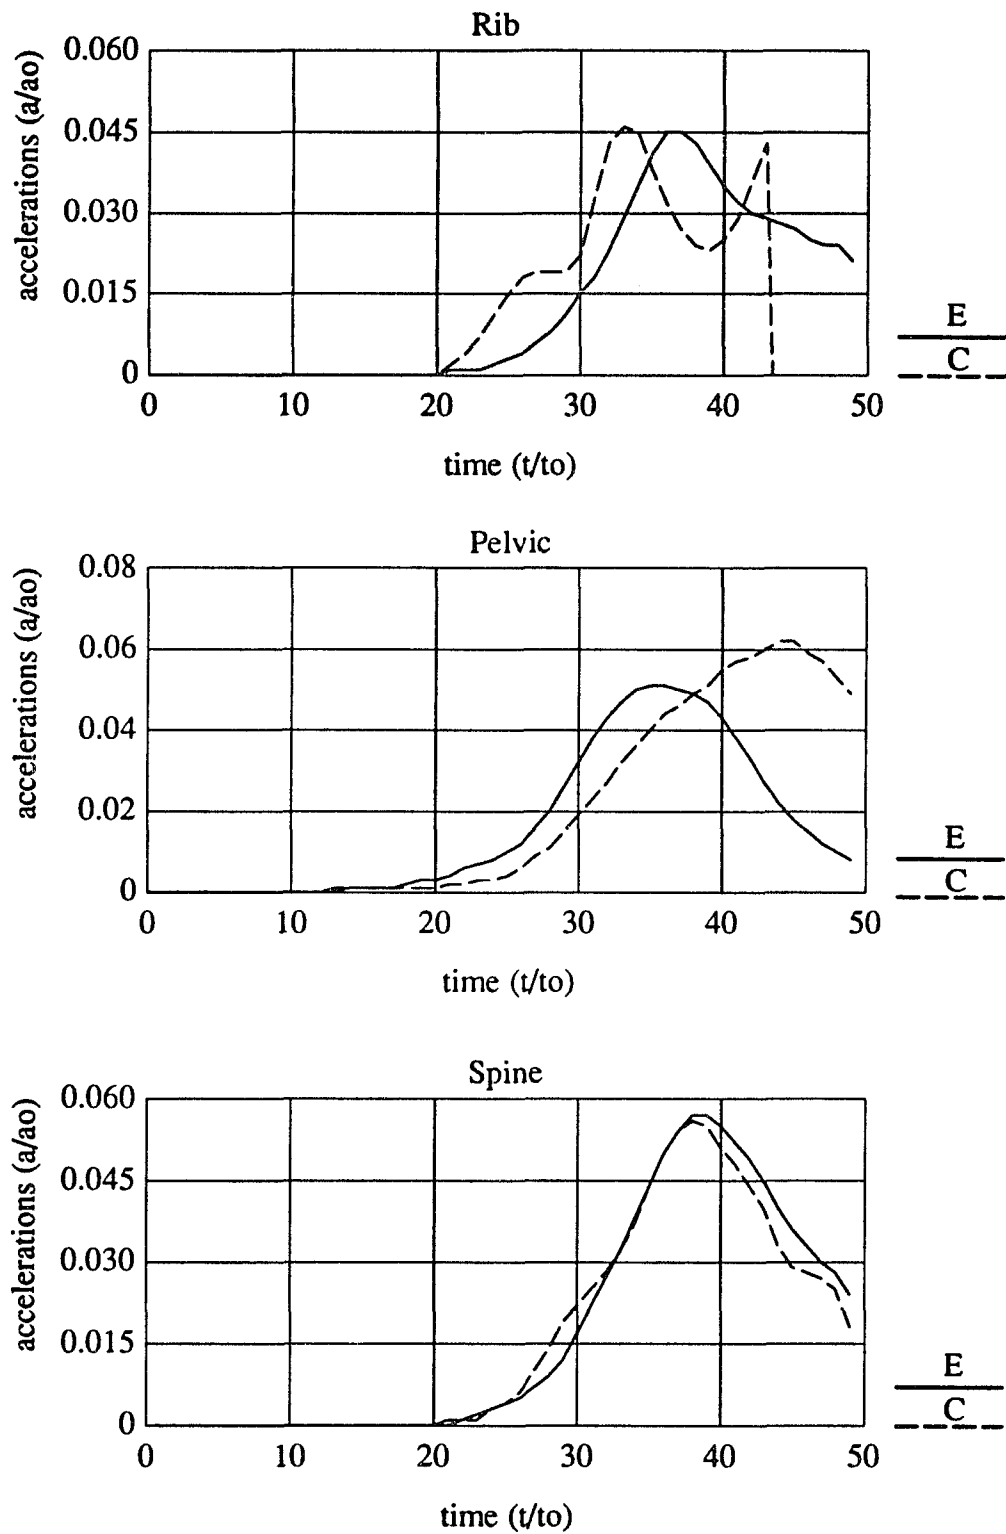 Rib
accelerations (a/ao)
0.060
0.045
0.030
0.015
0
0 10 20 30 40 50
time (t/to)
E
C
Pelvic
accelerations (a/ao)
0.08
0.06
0.04
0.02
0
0 10 20 30 40 50
time (t/to)
E
C
Spine
accelerations (a/ao)
0.060
0.045
0.030
0.015
0
0 10 20 30 40 50
time (t/to)
E
C